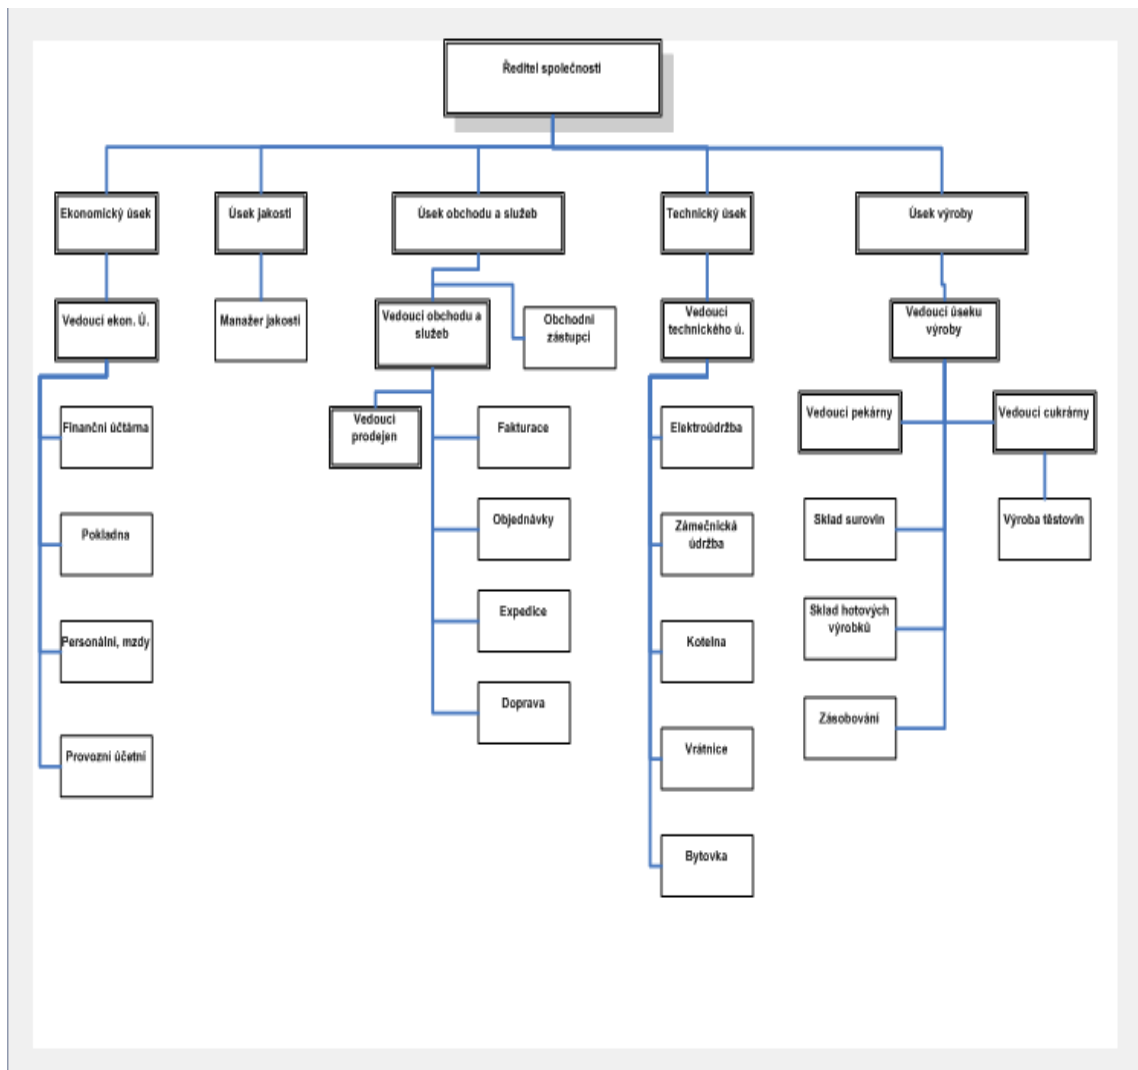 Ředitel společnosti
Ekonomický úsek
Úsek jakosti
Úsek obchodu a služeb
Technický úsek
Úsek výroby
Vedoucí ekon. Ú.
Manažer jakosti
Vedoucí obchodu a
služeb
Obchodní
zástupci
Vedoucí
technického ú.
Vedoucí úseku
výroby
Finanční účtárna
Pokladna
Personální, mzdy
Provozní účetní
Vedoucí
prodejen
Fakturace
Objednávky
Expedice
Doprava
Elektroúdržba
Zámečnická
údržba
Kotelna
Vrátnice
Bytovka
Vedoucí pekárny
Vedoucí cukrárny
Sklad surovin
Výroba těstovin
Sklad hotových
výrobků
Zásobování